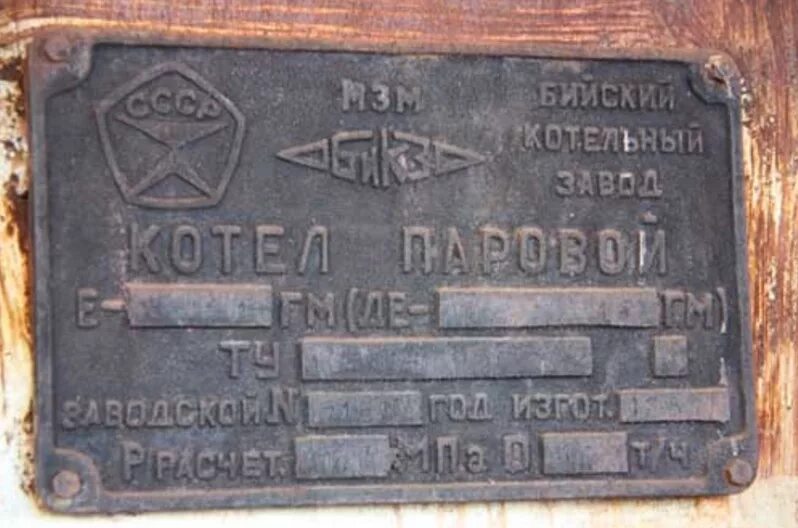 СССР
МЗМ
БиКЗ
БИЙСКИЙ
КОТЕЛЬНЫЙ
ЗАВОД
КОТЕЛ ПАРОВОЙ
Е- ГМ (ДЕ- ГМ)
ТУ
ЗАВОДСКОЙ N ГОД ИЗГОТ.
Р РАСЧЕТ. МПа D т/ч